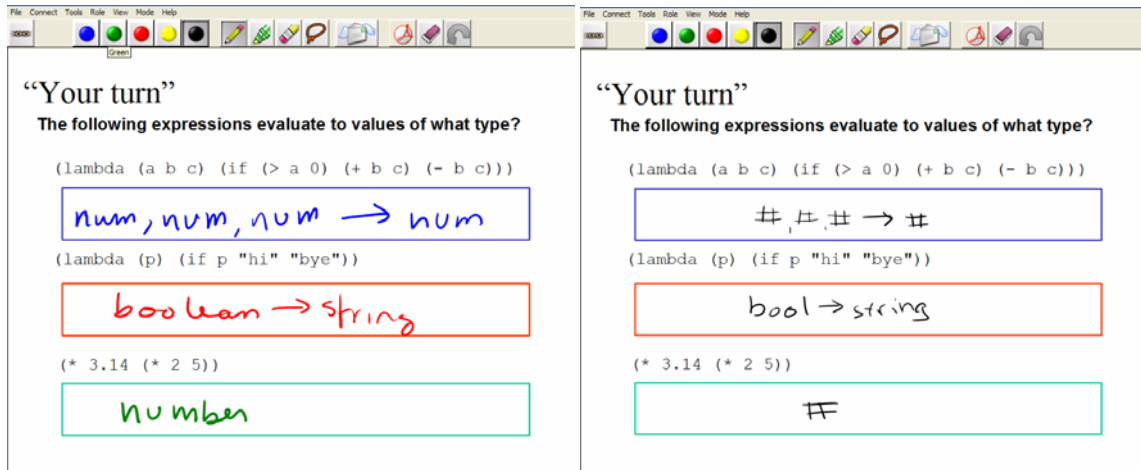 File Connect Tools Role View Mode Help
Green
“Your turn”
The following expressions evaluate to values of what type?
(lambda (a b c) (if (> a 0) (+ b c) (- b c)))
num, num, num → num
(lambda (p) (if p "hi" "bye"))
boolean → string
(* 3.14 (* 2 5))
number
File Connect Tools Role View Mode Help
“Your turn”
The following expressions evaluate to values of what type?
(lambda (a b c) (if (> a 0) (+ b c) (- b c)))
#, #, # → #
(lambda (p) (if p "hi" "bye"))
bool → string
(* 3.14 (* 2 5))
#